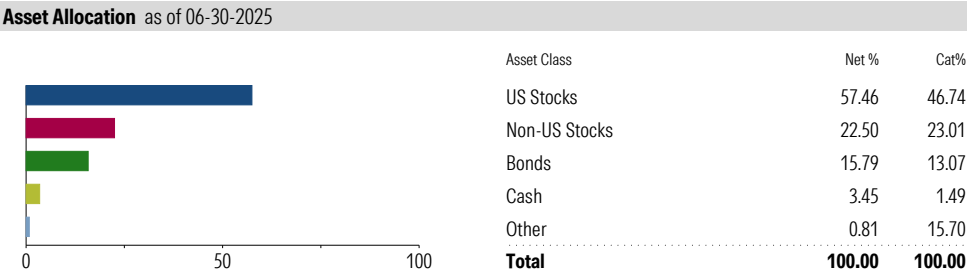 Asset Allocation as of 06-30-2025
0 50 100
Asset Class Net % Cat%
US Stocks 57.46 46.74
Non-US Stocks 22.50 23.01
Bonds 15.79 13.07
Cash 3.45 1.49
Other 0.81 15.70
Total 100.00 100.00